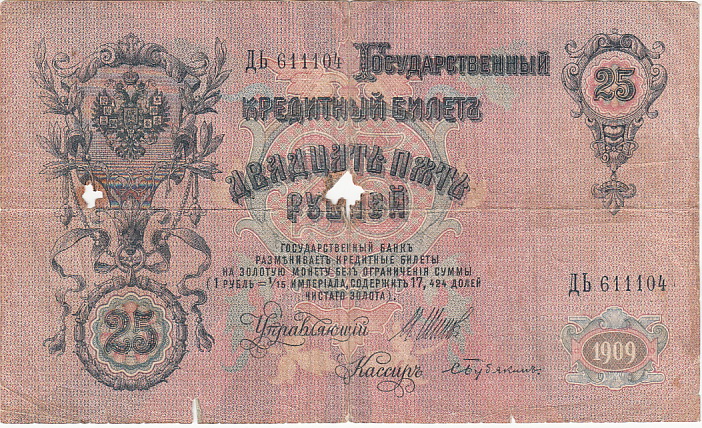 ДЬ 611104 Государственный
25
Кредитный Билетъ
Двадцать пять
рублей
Государственный Банкъ
размѣниваетъ кредитные билеты
на золотую монету безъ ограниченія суммы
(1 рубль = 1/15 имперіала, содержитъ 17,424 долей
чистаго золота).
ДЬ 611104
25
Управляющій
Кассиръ
1909